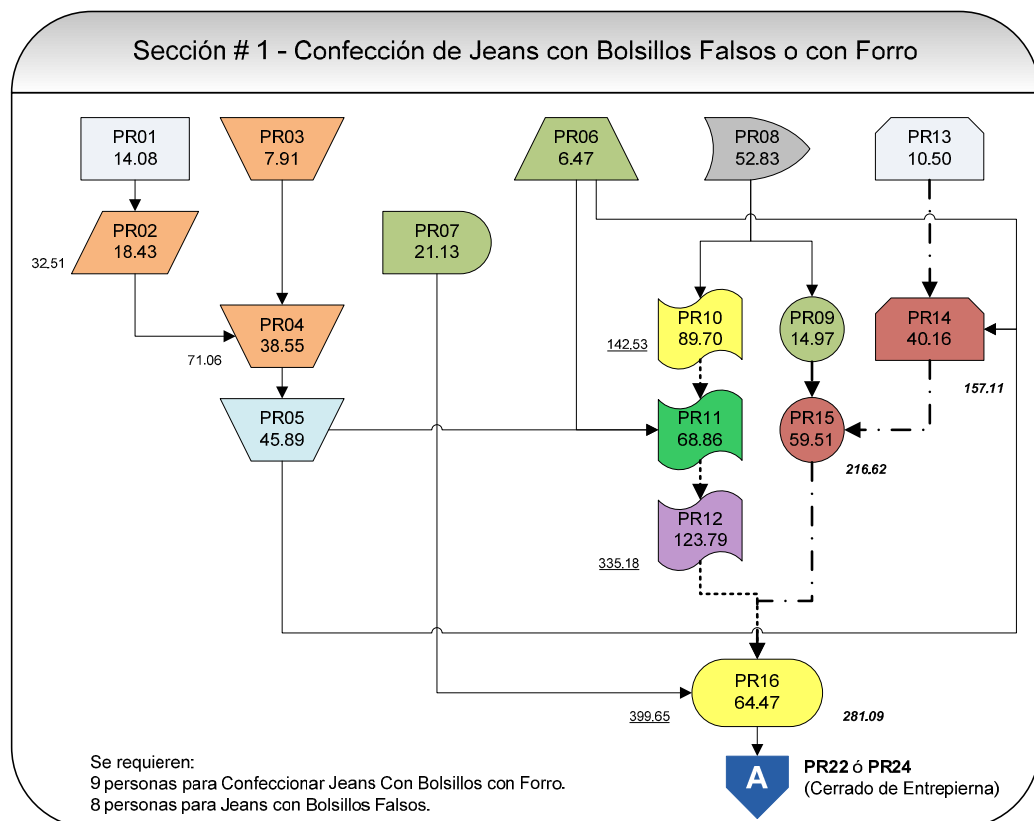 Sección # 1 - Confección de Jeans con Bolsillos Falsos o con Forro
PR01
14.08
PR03
7.91
PR06
6.47
PR08
52.83
PR13
10.50
PR02
18.43
32.51
PR07
21.13
PR04
38.55
71.06
PR10
89.70
142.53
PR09
14.97
PR14
40.16
157.11
PR05
45.89
PR11
68.86
PR15
59.51
216.62
PR12
123.79
335.18
PR16
64.47
399.65
281.09
A
PR22 ó PR24
(Cerrado de Entrepierna)
Se requieren:
9 personas para Confeccionar Jeans Con Bolsillos con Forro.
8 personas para Jeans con Bolsillos Falsos.